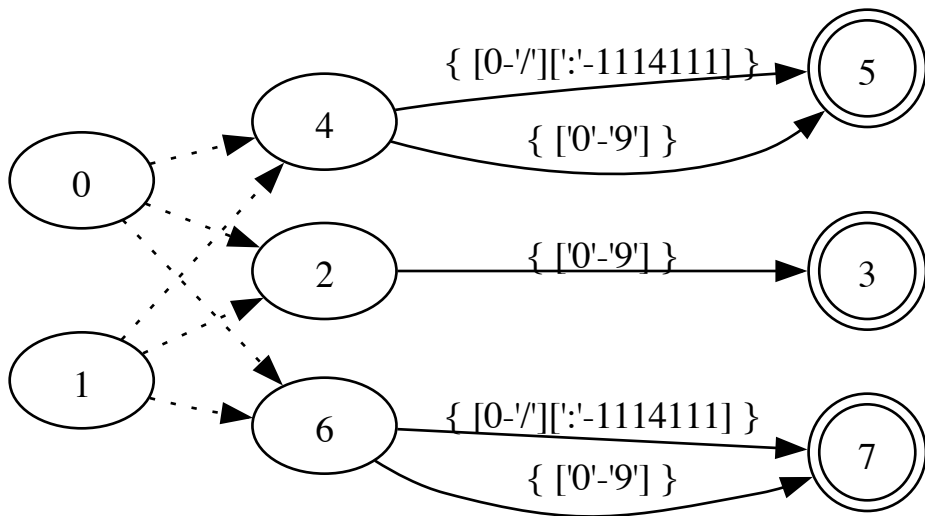 { [0-'/'][':'-1114111] }
5
4
{ ['0'-'9'] }
0
{ ['0'-'9'] }
2
3
1
{ [0-'/'][':'-1114111] }
6
7
{ ['0'-'9'] }